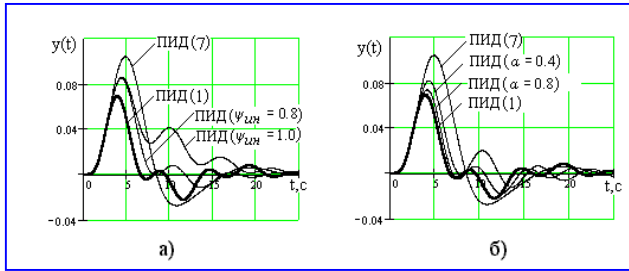 y(t)
ПИД(7)
0.08
ПИД(1)
0.04
ПИД(ψин = 0.8)
ПИД(ψин = 1.0)
0 5 10 15 20 t,с
−0.04
а)
y(t)
ПИД(7)
ПИД(α = 0.4)
0.08
ПИД(α = 0.8)
ПИД(1)
0.04
0 5 10 15 20 t,с
−0.04
б)